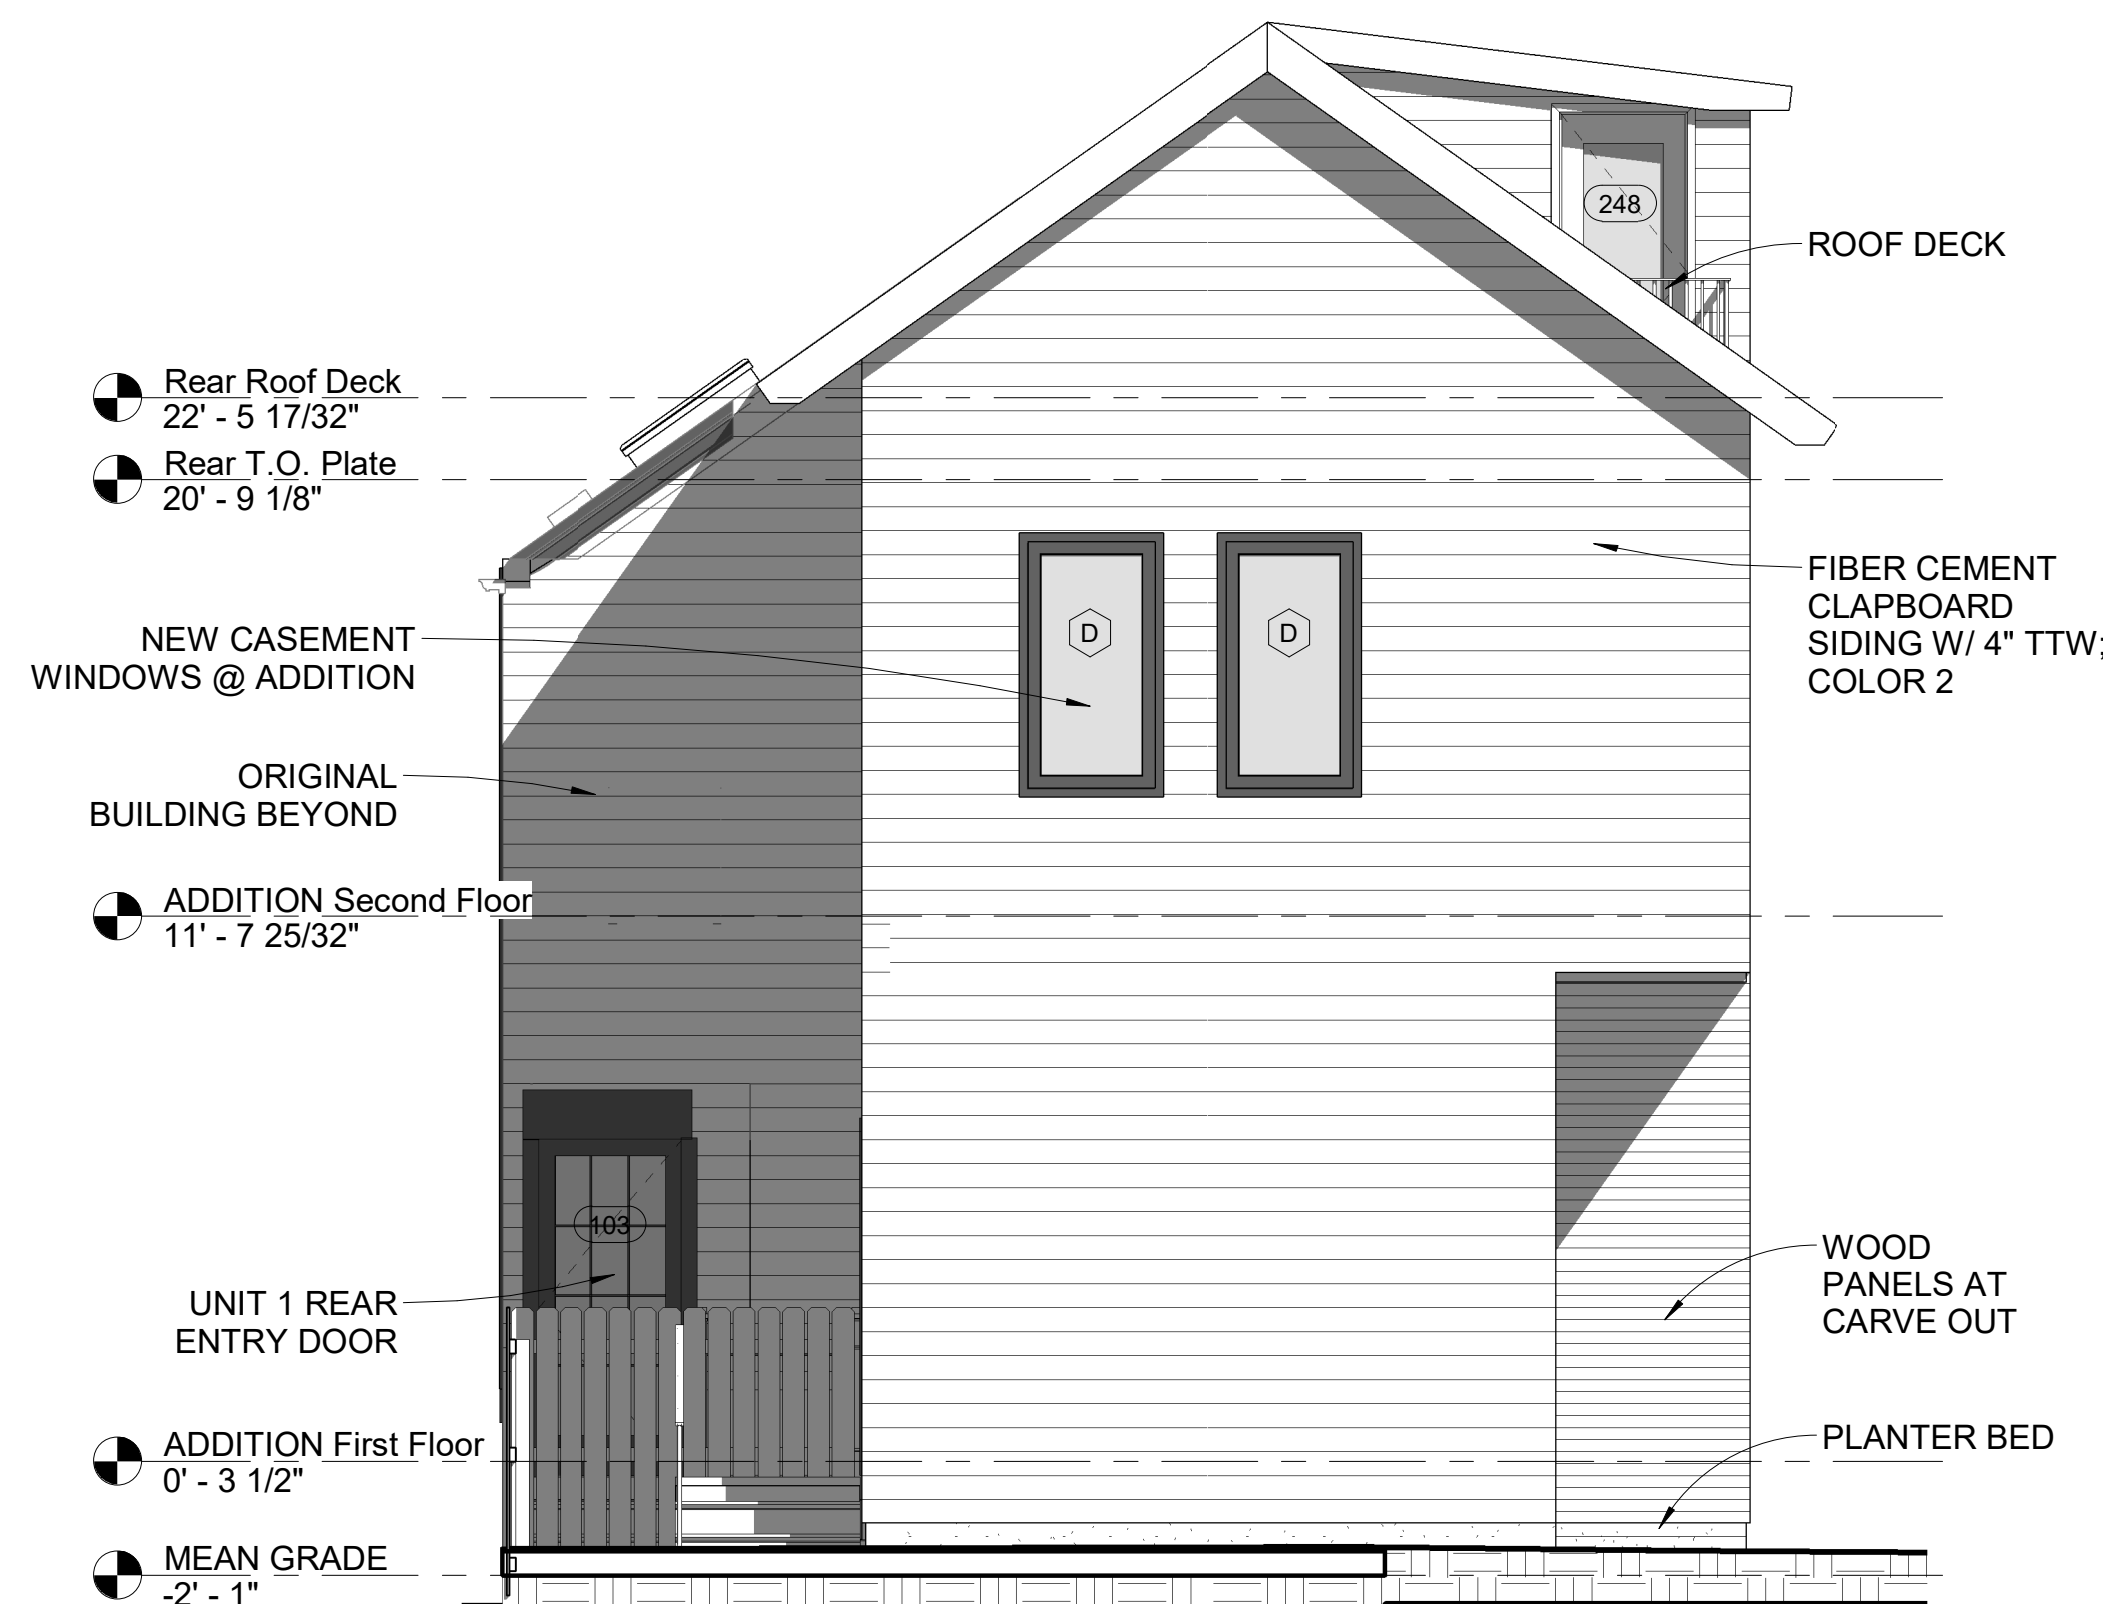 248
ROOF DECK
Rear Roof Deck
22' - 5 17/32"
Rear T.O. Plate
20' - 9 1/8"
FIBER CEMENT
CLAPBOARD
SIDING W/ 4" TTW;
COLOR 2
NEW CASEMENT
WINDOWS @ ADDITION
D
D
ORIGINAL
BUILDING BEYOND
ADDITION Second Floor
11' - 7 25/32"
103
WOOD
PANELS AT
CARVE OUT
UNIT 1 REAR
ENTRY DOOR
PLANTER BED
ADDITION First Floor
0' - 3 1/2"
MEAN GRADE
-2' - 1"